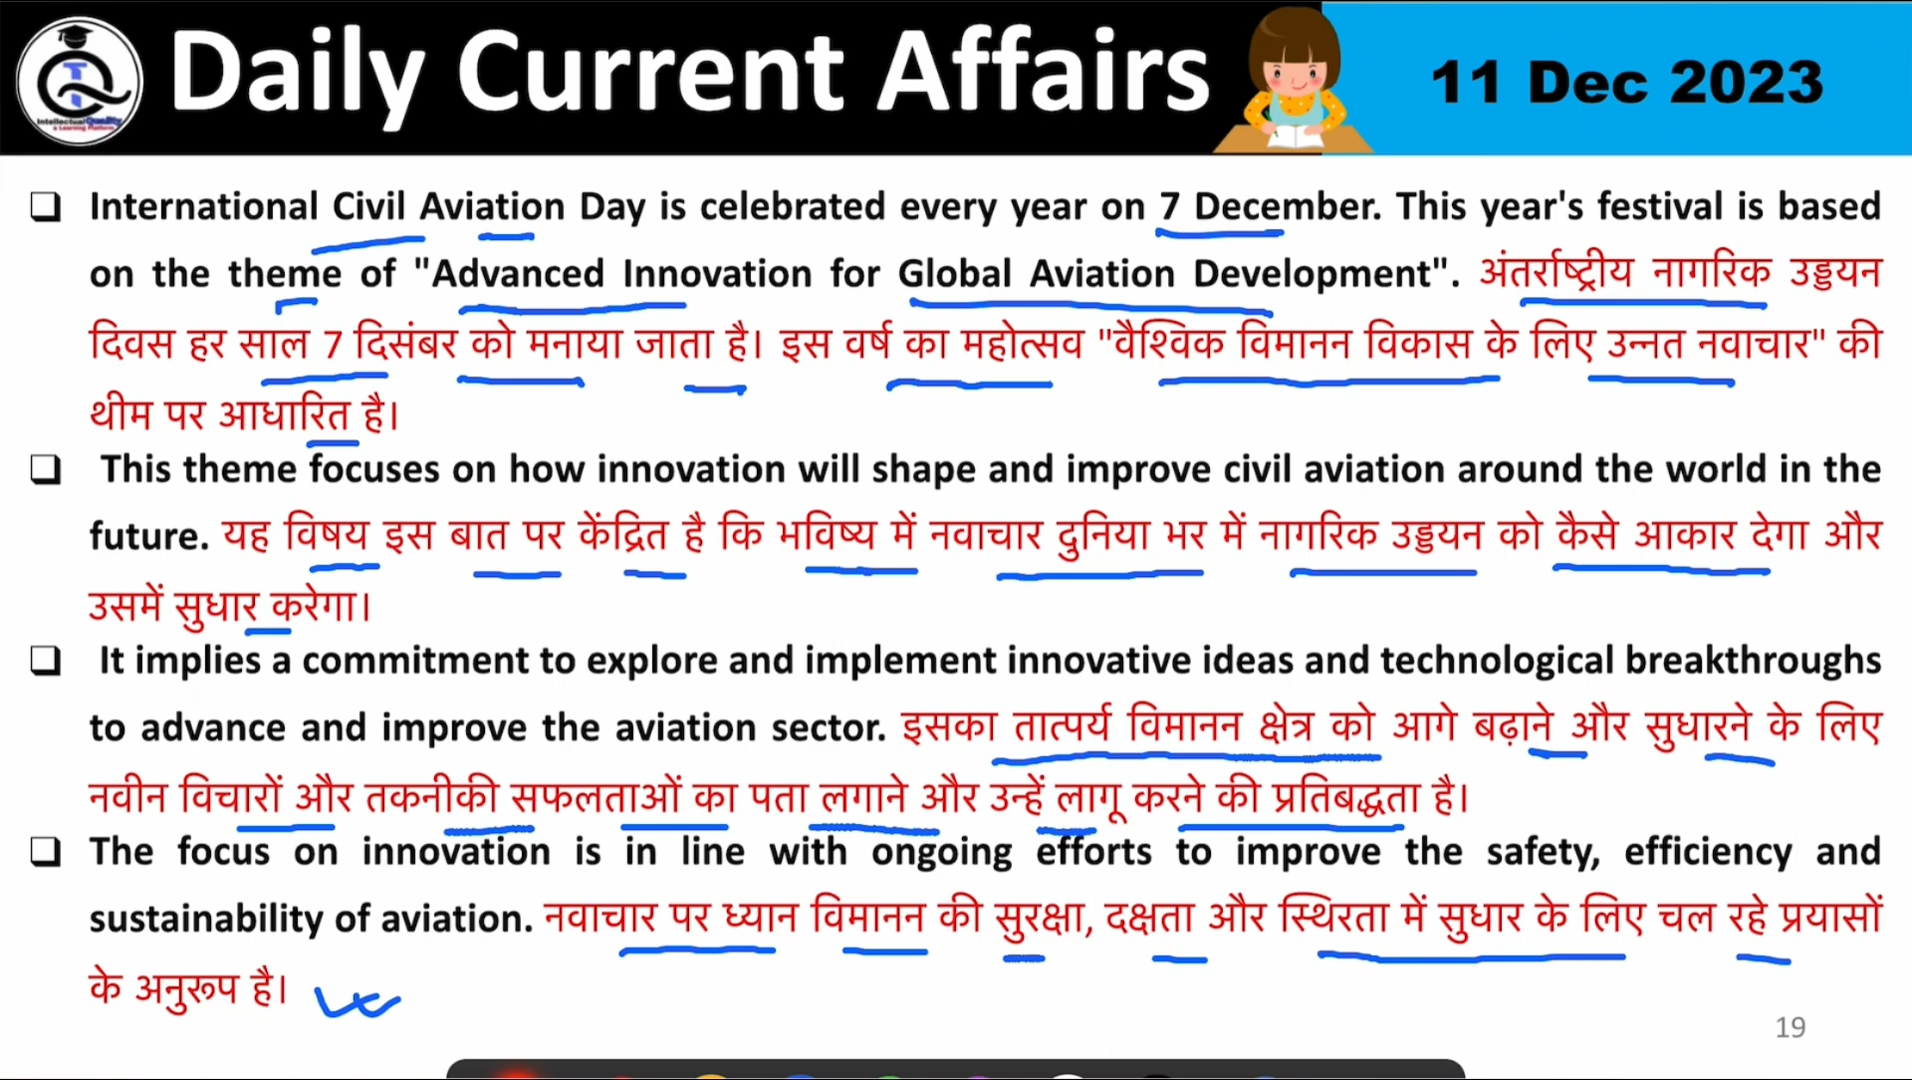 Daily Current Affairs
11 Dec 2023
Intellectual Quality
a Learning Platform
❑ International Civil Aviation Day is celebrated every year on 7 December. This year's festival is based
on the theme of "Advanced Innovation for Global Aviation Development". अंतर्राष्ट्रीय नागरिक उड्डयन
दिवस हर साल 7 दिसंबर को मनाया जाता है। इस वर्ष का महोत्सव "वैश्विक विमानन विकास के लिए उन्नत नवाचार" की
थीम पर आधारित है।
❑ This theme focuses on how innovation will shape and improve civil aviation around the world in the
future. यह विषय इस बात पर केंद्रित है कि भविष्य में नवाचार दुनिया भर में नागरिक उड्डयन को कैसे आकार देगा और
उसमें सुधार करेगा।
❑ It implies a commitment to explore and implement innovative ideas and technological breakthroughs
to advance and improve the aviation sector. इसका तात्पर्य विमानन क्षेत्र को आगे बढ़ाने और सुधारने के लिए
नवीन विचारों और तकनीकी सफलताओं का पता लगाने और उन्हें लागू करने की प्रतिबद्धता है।
❑ The focus on innovation is in line with ongoing efforts to improve the safety, efficiency and
sustainability of aviation. नवाचार पर ध्यान विमानन की सुरक्षा, दक्षता और स्थिरता में सुधार के लिए चल रहे प्रयासों
के अनुरूप है।
19